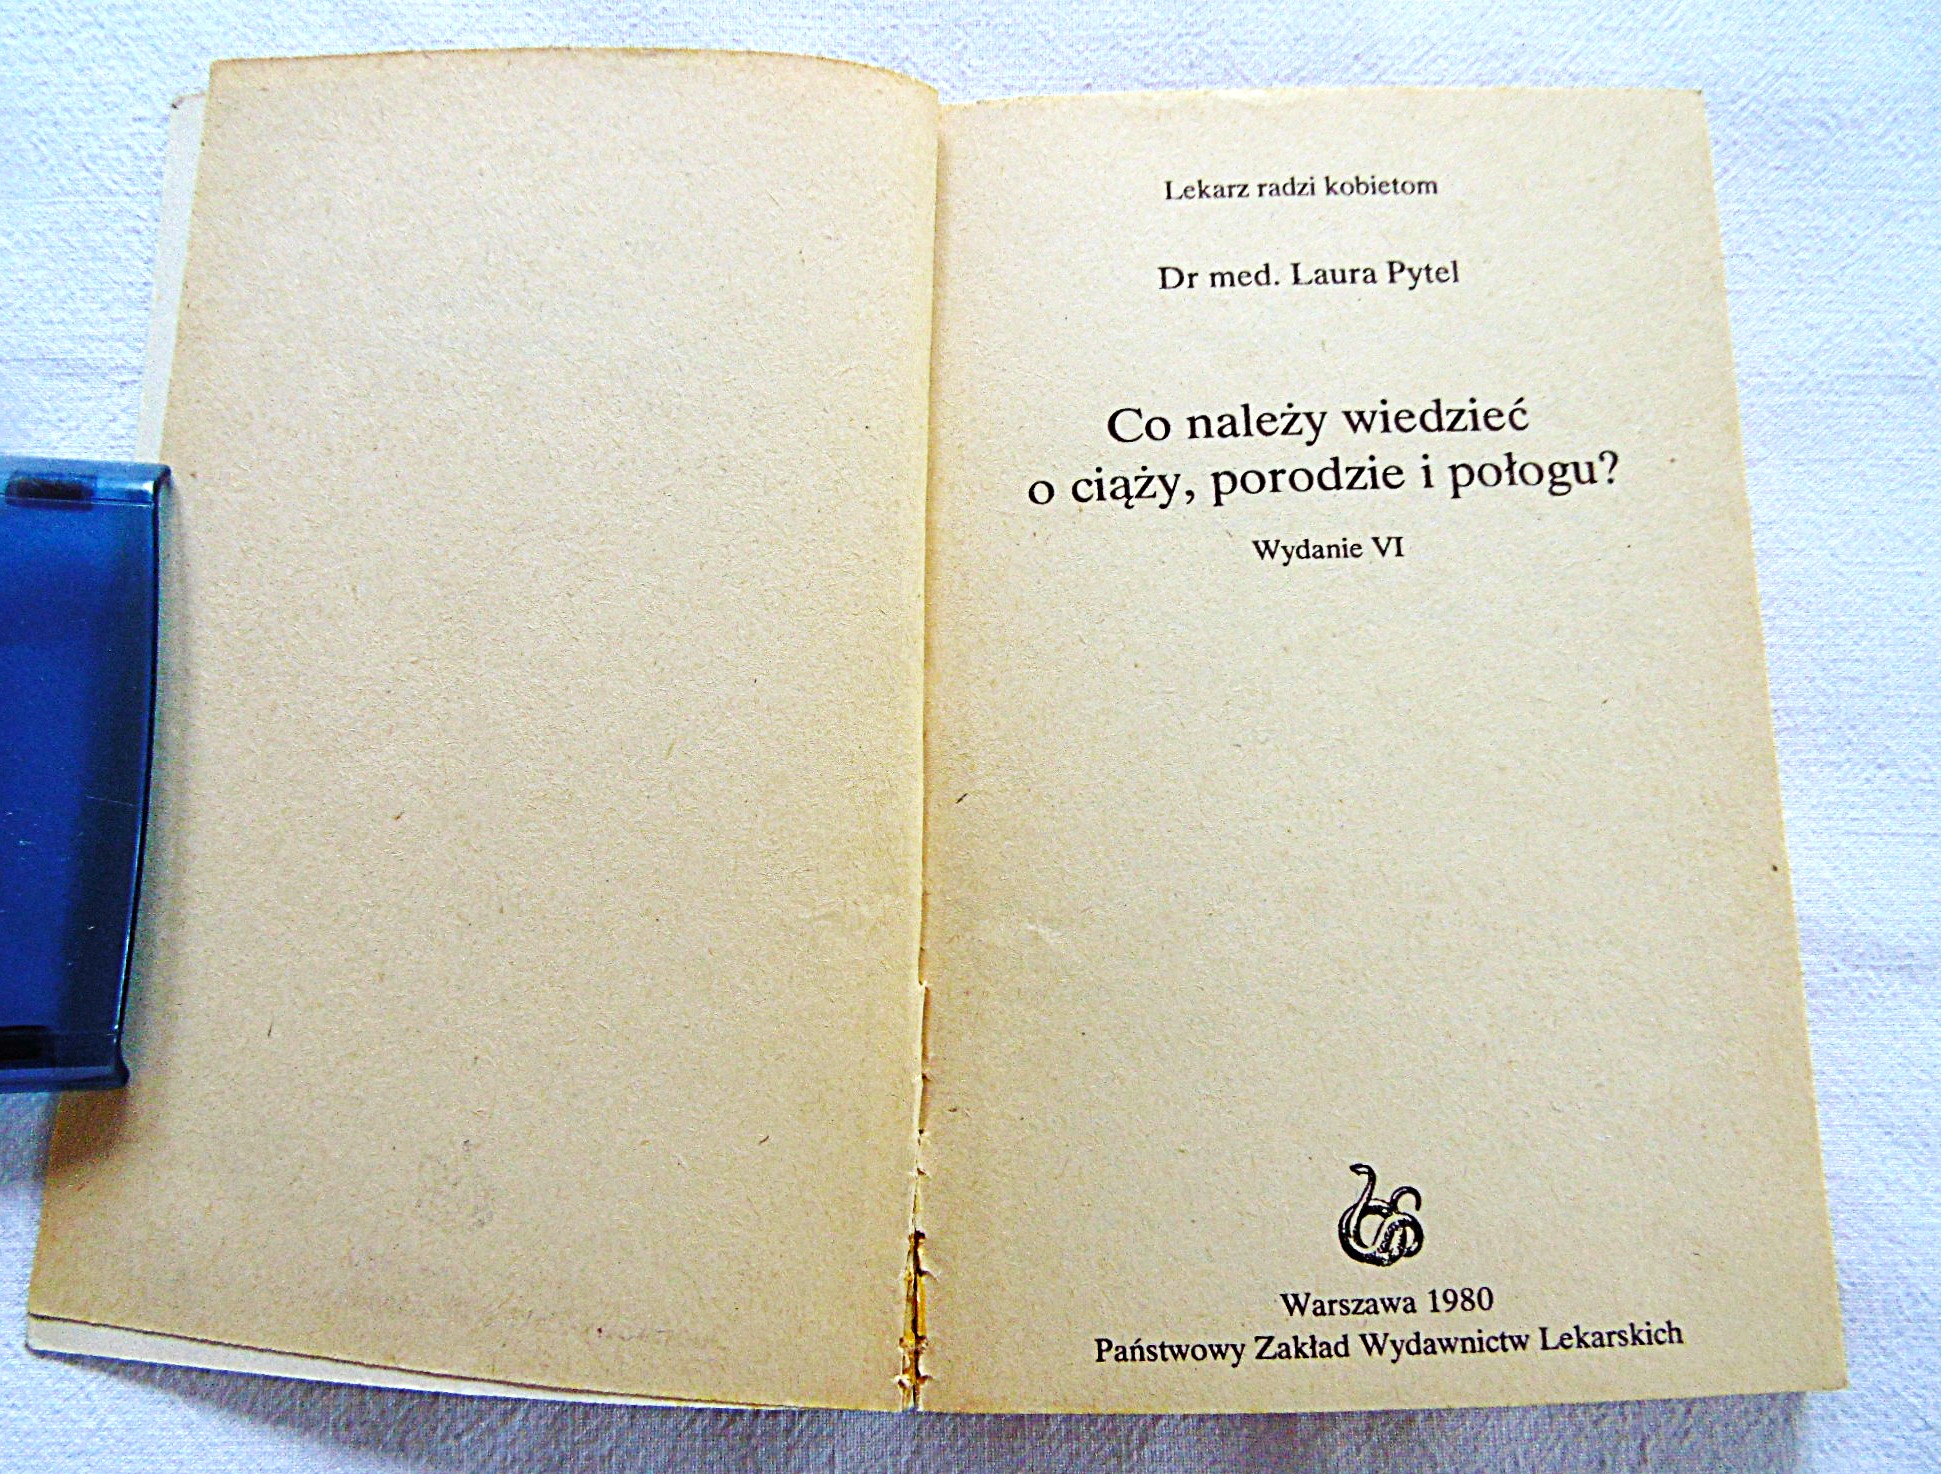 Lekarz radzi kobietom
Dr med. Laura Pytel
Co należy wiedzieć
o ciąży, porodzie i połogu?
Wydanie VI
Warszawa 1980
Państwowy Zakład Wydawnictw Lekarskich